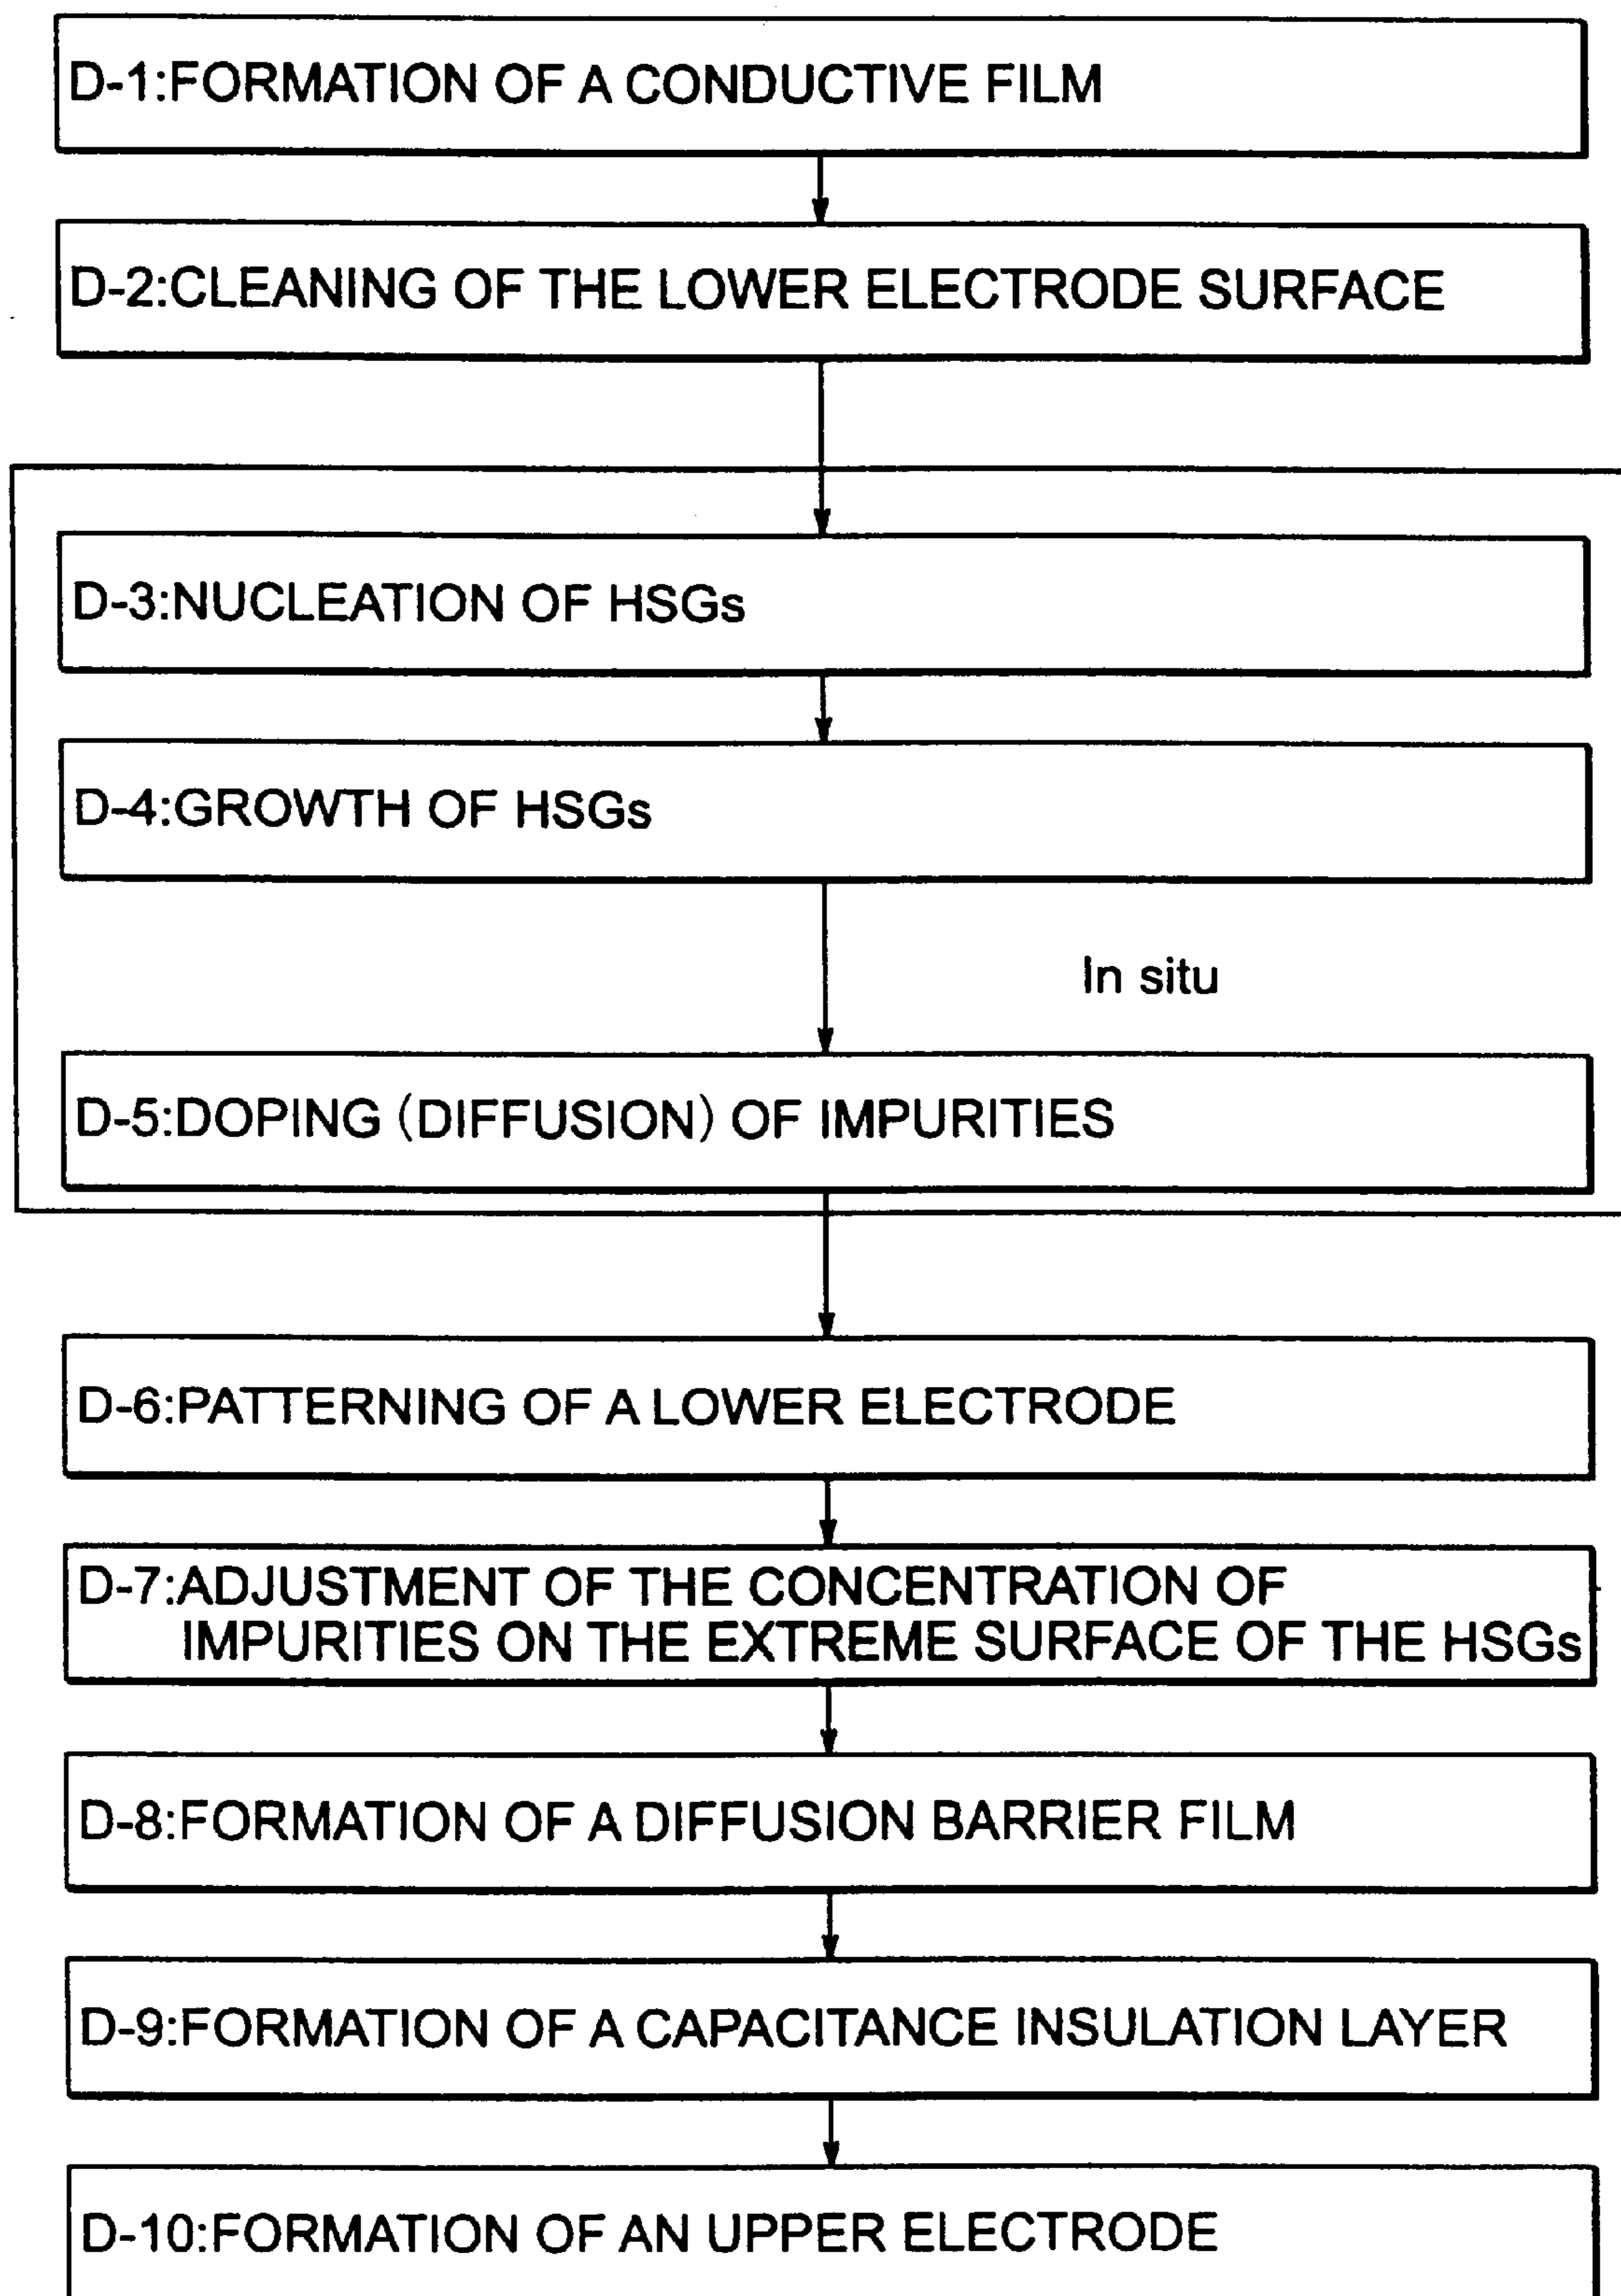 D-1:FORMATION OF A CONDUCTIVE FILM
D-2:CLEANING OF THE LOWER ELECTRODE SURFACE
D-3:NUCLEATION OF HSGs
D-4:GROWTH OF HSGs
In situ
D-5:DOPING (DIFFUSION) OF IMPURITIES
D-6:PATTERNING OF A LOWER ELECTRODE
D-7:ADJUSTMENT OF THE CONCENTRATION OF
IMPURITIES ON THE EXTREME SURFACE OF THE HSGs
D-8:FORMATION OF A DIFFUSION BARRIER FILM
D-9:FORMATION OF A CAPACITANCE INSULATION LAYER
D-10:FORMATION OF AN UPPER ELECTRODE